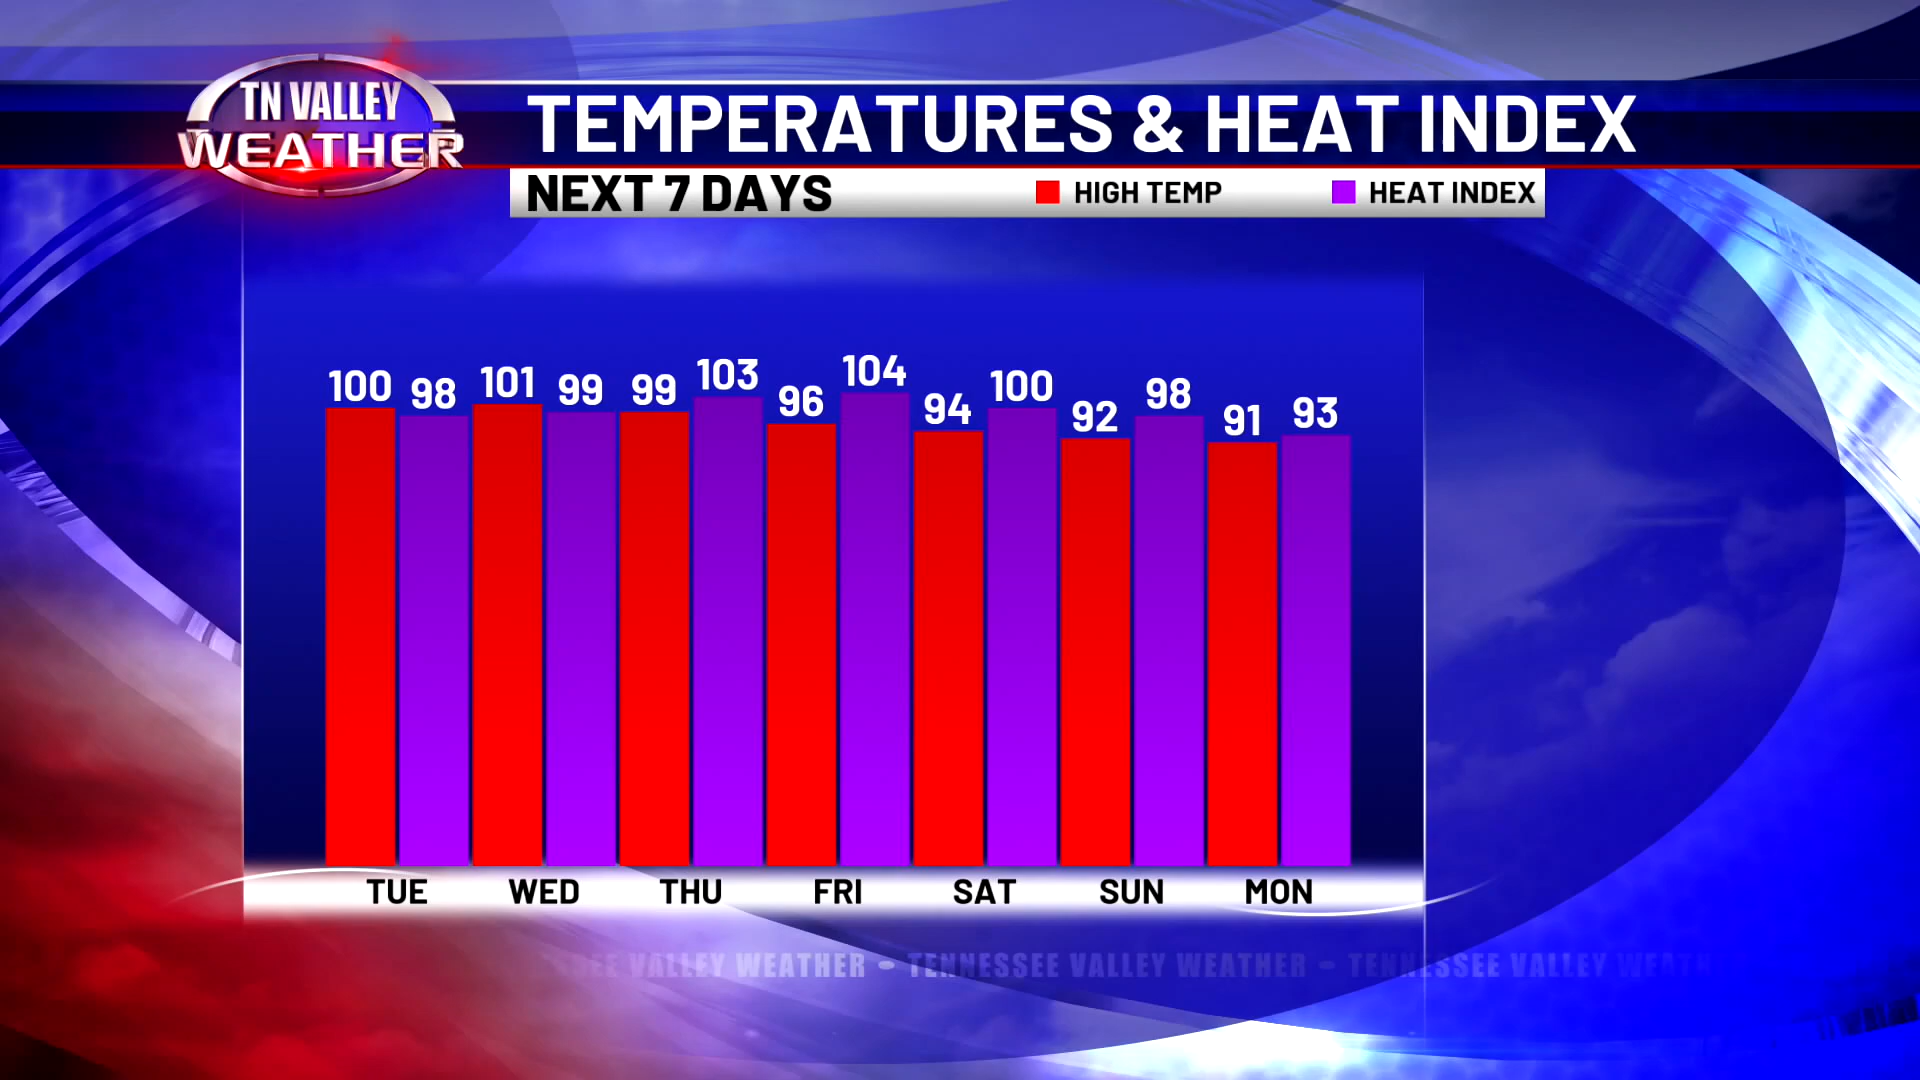 TN VALLEY
WEATHER
TEMPERATURES & HEAT INDEX
NEXT 7 DAYS HIGH TEMP HEAT INDEX
100 98 101 99 99 103 96 104 94 100 92 98 91 93
TUE WED THU FRI SAT SUN MON
VALLEY WEATHER - TENNESSEE VALLEY WEATHER - TENNESSEE VALLEY